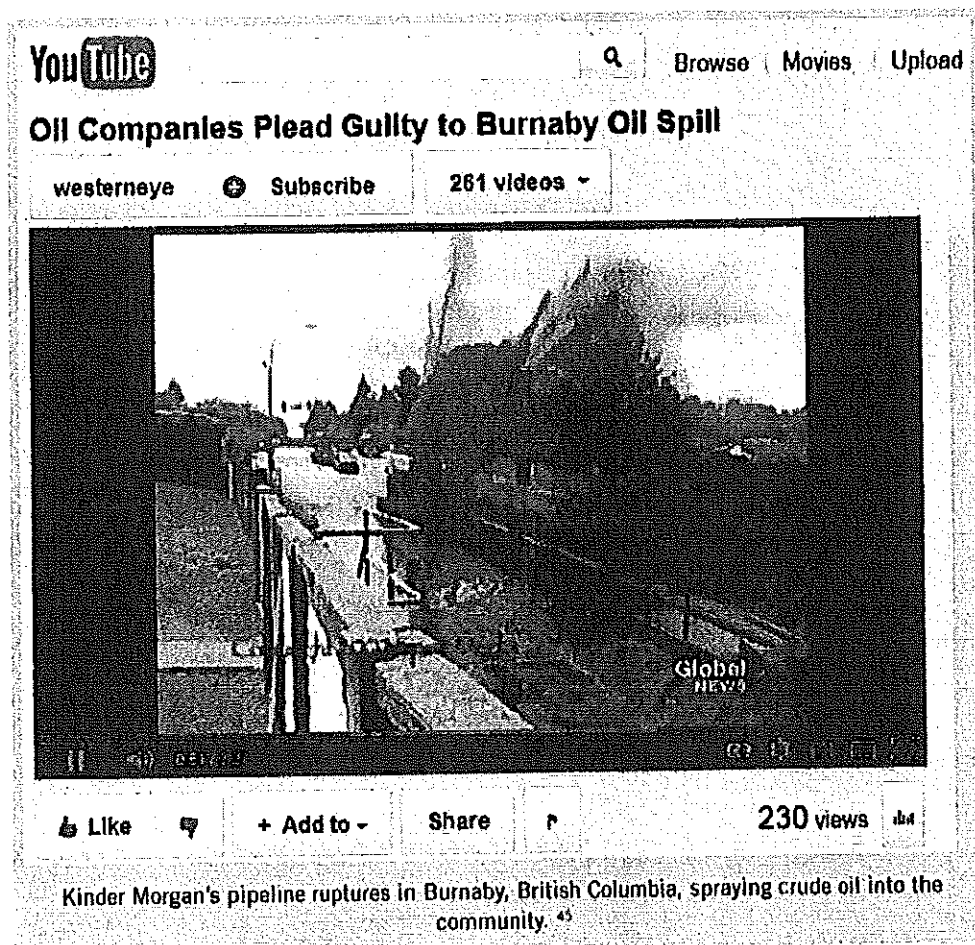 YouTube
Browse Movies Upload
Oil Companies Plead Guilty to Burnaby Oil Spill
westerneye Subscribe 261 videos
Global
NEWS
Like + Add to Share 230 views
Kinder Morgan's pipeline ruptures in Burnaby, British Columbia, spraying crude oil into the
community. 45